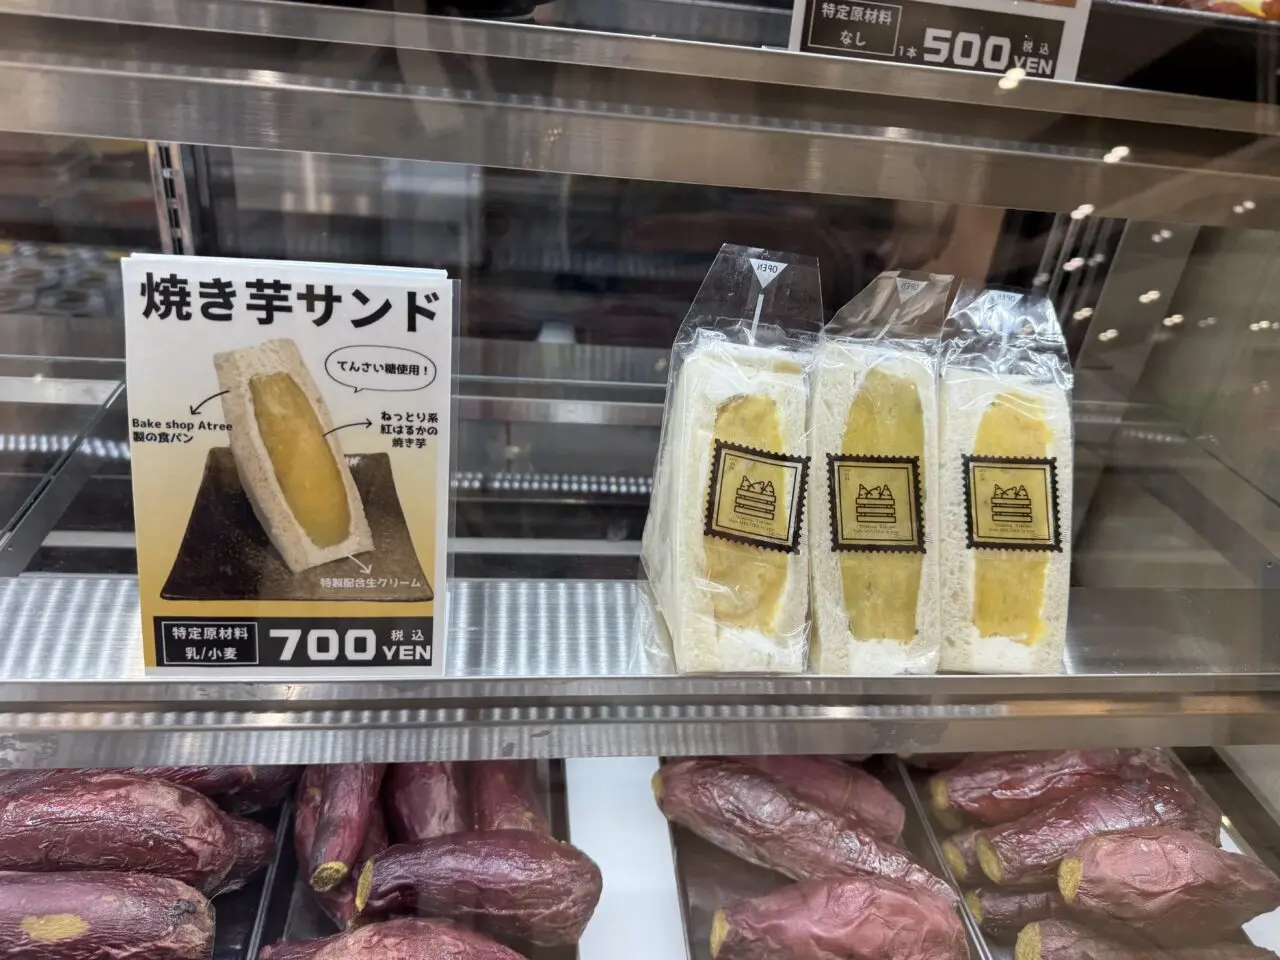 特定原材料
なし
1本 500 税込
YEN
焼き芋サンド
てんさい糖使用！
Bake shop Atree
製の食パン
ねっとり系
紅はるかの
焼き芋
特製配合生クリーム
特定原材料
乳/小麦
700 税込
YEN
OPEN
OPEN